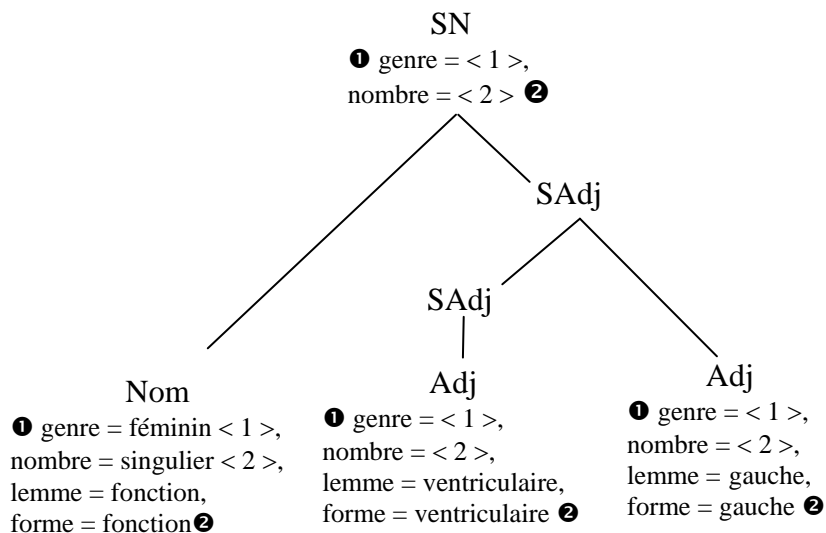 SN
❶ genre = < 1 >,
nombre = < 2 > ❷
SAdj
SAdj
Nom
❶ genre = féminin < 1 >,
nombre = singulier < 2 >,
lemme = fonction,
forme = fonction❷
Adj
❶ genre = < 1 >,
nombre = < 2 >,
lemme = ventriculaire,
forme = ventriculaire ❷
Adj
❶ genre = < 1 >,
nombre = < 2 >,
lemme = gauche,
forme = gauche ❷